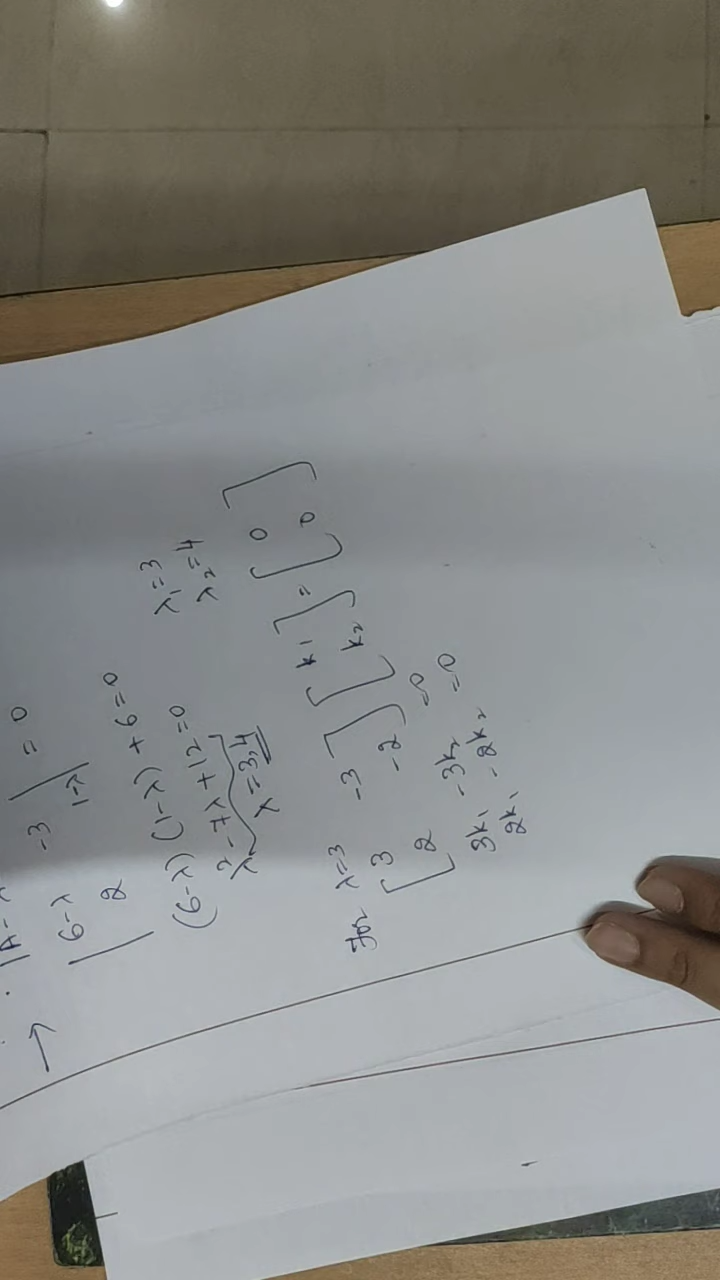 = 0
| 6-λ -3 |
| 2 1-λ |
(6-λ) (1-λ) + 6 = 0
λ² - 7λ + 12 = 0 λ₁ = 3
λ = 3,4 λ₂ = 4
For λ=3
[ 3 -3 ] [ k1 ] = [ 0 ]
[ 2 -2 ] [ k2 ] [ 0 ]
3k₁ - 3k₂ = 0
2k₁ - 2k₂ = 0